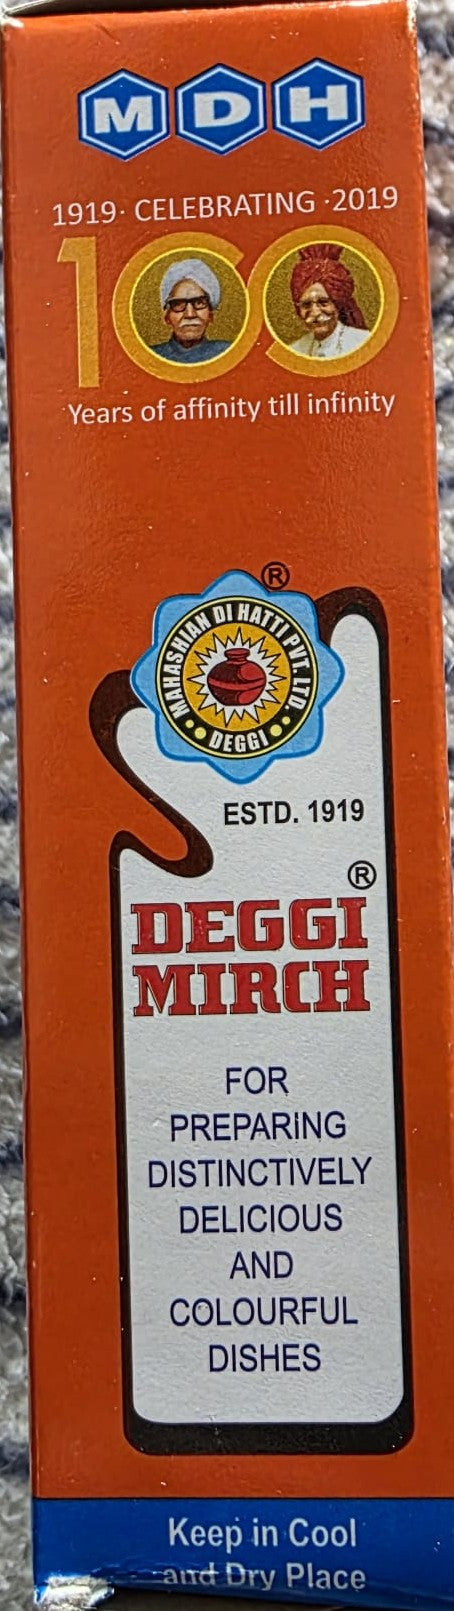 MDH
1919· CELEBRATING ·2019
100
Years of affinity till infinity
®
MAHASHIAN DI HATTI PVT. LTD.
DEGGI
ESTD. 1919
®
DEGGI
MIRCH
FOR
PREPARING
DISTINCTIVELY
DELICIOUS
AND
COLOURFUL
DISHES
Keep in Cool
and Dry Place